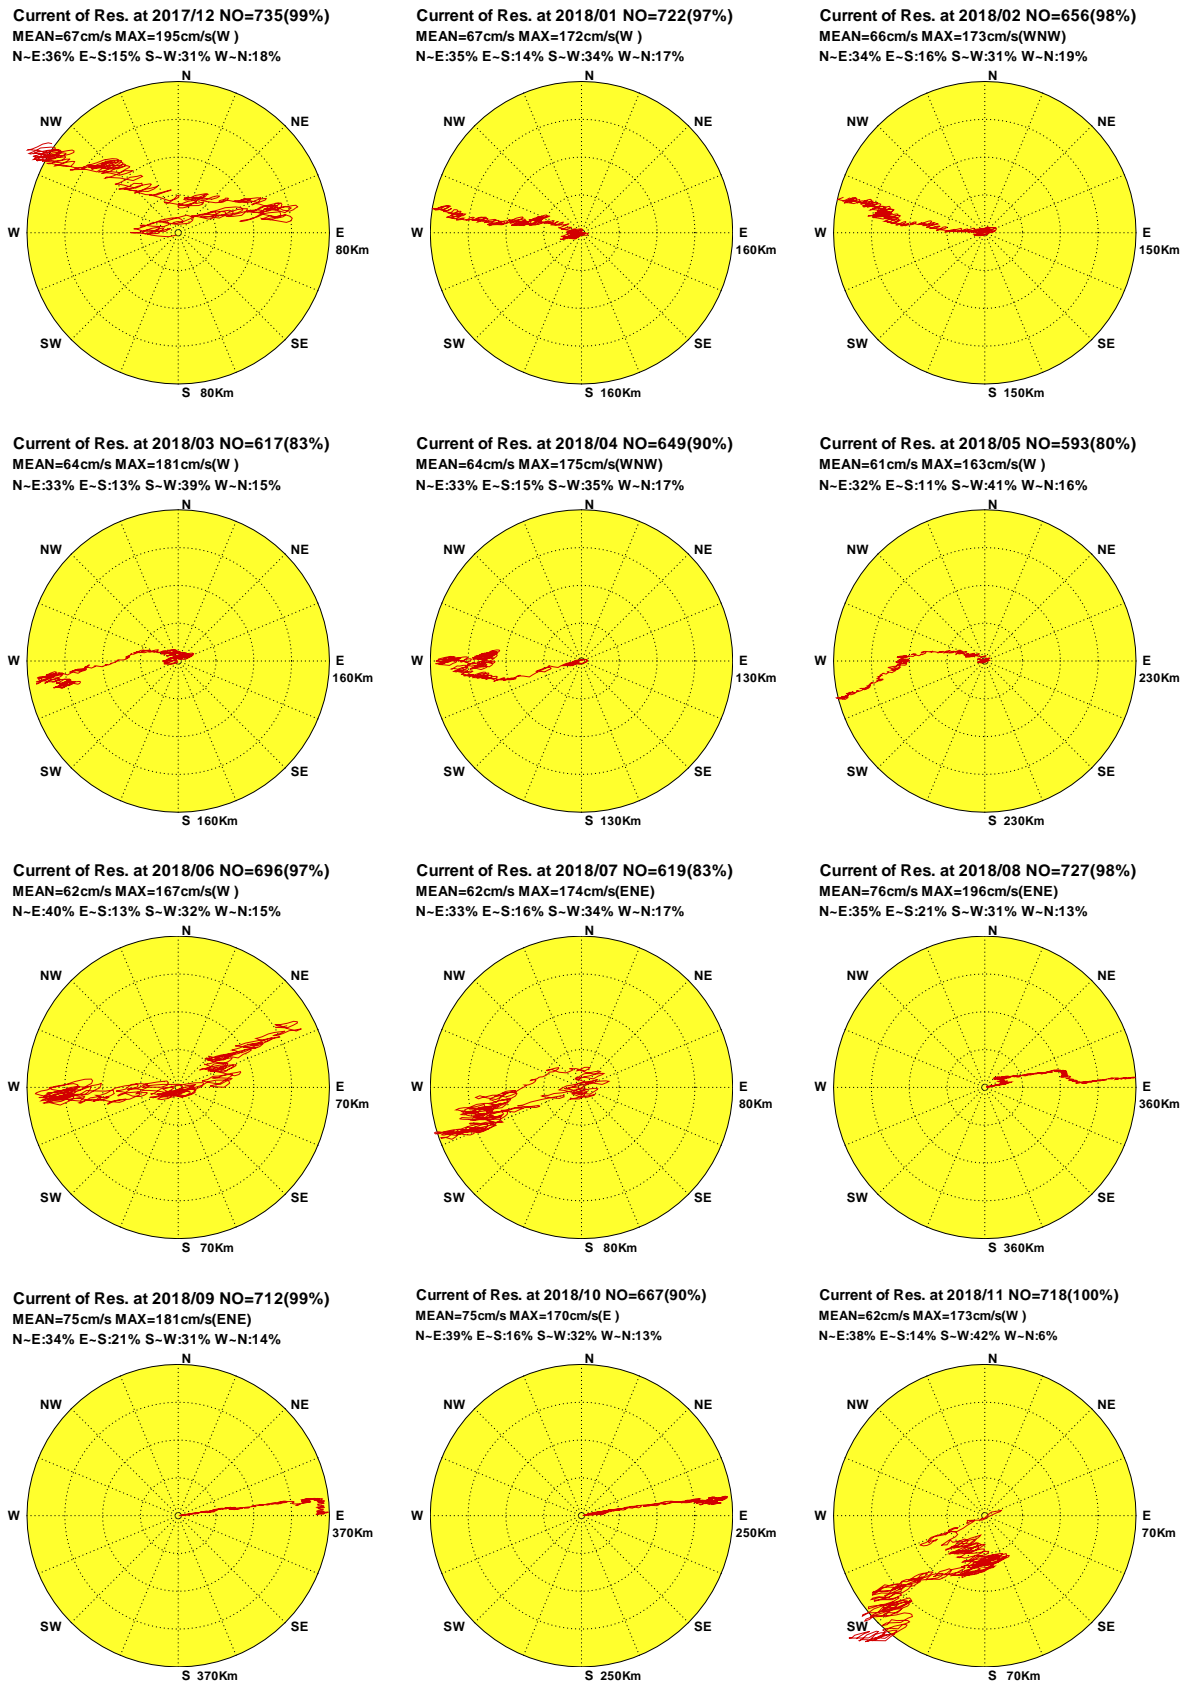 Current of Res. at 2017/12 NO=735(99%)
MEAN=67cm/s MAX=195cm/s(W )
N~E:36% E~S:15% S~W:31% W~N:18%
N
NW
NE
W
E
80Km
SW
SE
S 80Km
Current of Res. at 2018/01 NO=722(97%)
MEAN=67cm/s MAX=172cm/s(W )
N~E:35% E~S:14% S~W:34% W~N:17%
N
NW
NE
W
E
160Km
SW
SE
S 160Km
Current of Res. at 2018/02 NO=656(98%)
MEAN=66cm/s MAX=173cm/s(WNW)
N~E:34% E~S:16% S~W:31% W~N:19%
N
NW
NE
W
E
150Km
SW
SE
S 150Km
Current of Res. at 2018/03 NO=617(83%)
MEAN=64cm/s MAX=181cm/s(W )
N~E:33% E~S:13% S~W:39% W~N:15%
N
NW
NE
W
E
160Km
SW
SE
S 160Km
Current of Res. at 2018/04 NO=649(90%)
MEAN=64cm/s MAX=175cm/s(WNW)
N~E:33% E~S:15% S~W:35% W~N:17%
N
NW
NE
W
E
130Km
SW
SE
S 130Km
Current of Res. at 2018/05 NO=593(80%)
MEAN=61cm/s MAX=163cm/s(W )
N~E:32% E~S:11% S~W:41% W~N:16%
N
NW
NE
W
E
230Km
SW
SE
S 230Km
Current of Res. at 2018/06 NO=696(97%)
MEAN=62cm/s MAX=167cm/s(W )
N~E:40% E~S:13% S~W:32% W~N:15%
N
NW
NE
W
E
70Km
SW
SE
S 70Km
Current of Res. at 2018/07 NO=619(83%)
MEAN=62cm/s MAX=174cm/s(ENE)
N~E:33% E~S:16% S~W:34% W~N:17%
N
NW
NE
W
E
80Km
SW
SE
S 80Km
Current of Res. at 2018/08 NO=727(98%)
MEAN=76cm/s MAX=196cm/s(ENE)
N~E:35% E~S:21% S~W:31% W~N:13%
N
NW
NE
W
E
360Km
SW
SE
S 360Km
Current of Res. at 2018/09 NO=712(99%)
MEAN=75cm/s MAX=181cm/s(ENE)
N~E:34% E~S:21% S~W:31% W~N:14%
N
NW
NE
W
E
370Km
SW
SE
S 370Km
Current of Res. at 2018/10 NO=667(90%)
MEAN=75cm/s MAX=170cm/s(E )
N~E:39% E~S:16% S~W:32% W~N:13%
N
NW
NE
W
E
250Km
SW
SE
S 250Km
Current of Res. at 2018/11 NO=718(100%)
MEAN=62cm/s MAX=173cm/s(W )
N~E:38% E~S:14% S~W:42% W~N:6%
N
NW
NE
W
E
70Km
SW
SE
S 70Km